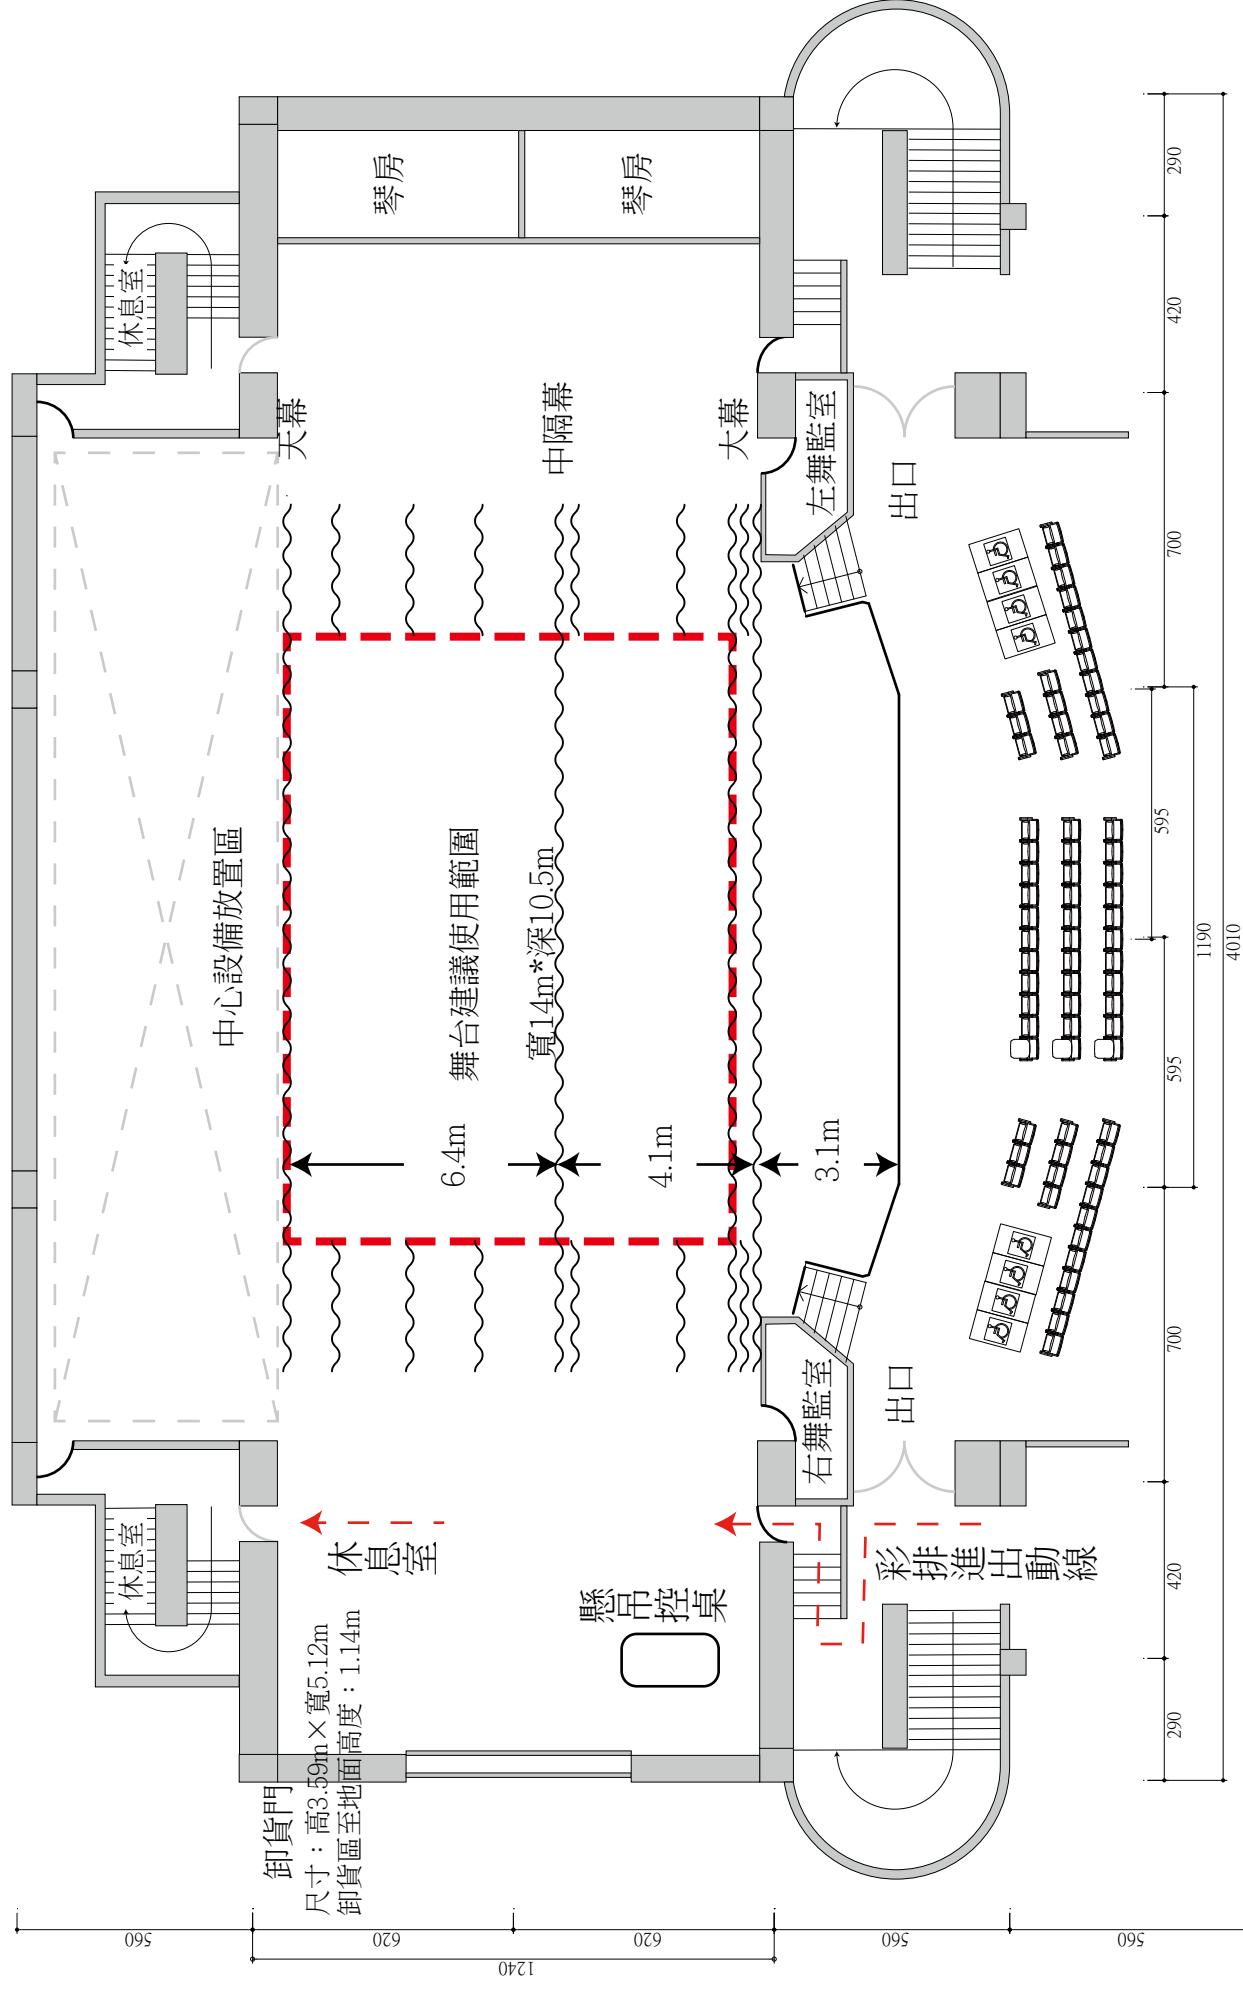 琴房
琴房
休息室
大幕
中隔幕
大幕
左舞監室
出口
中心設備放置區
舞台建議使用範圍
寬14m*深10.5m
6.4m
4.1m
3.1m
右舞監室
出口
休息室
休息室
懸吊控桌
彩排進出動線
卸貨門
尺寸：高3.59m×寬5.12m
卸貨區至地面高度：1.14m
290
420
700
595
595
1190
4010
700
420
290
560
620
620
560
560
1240